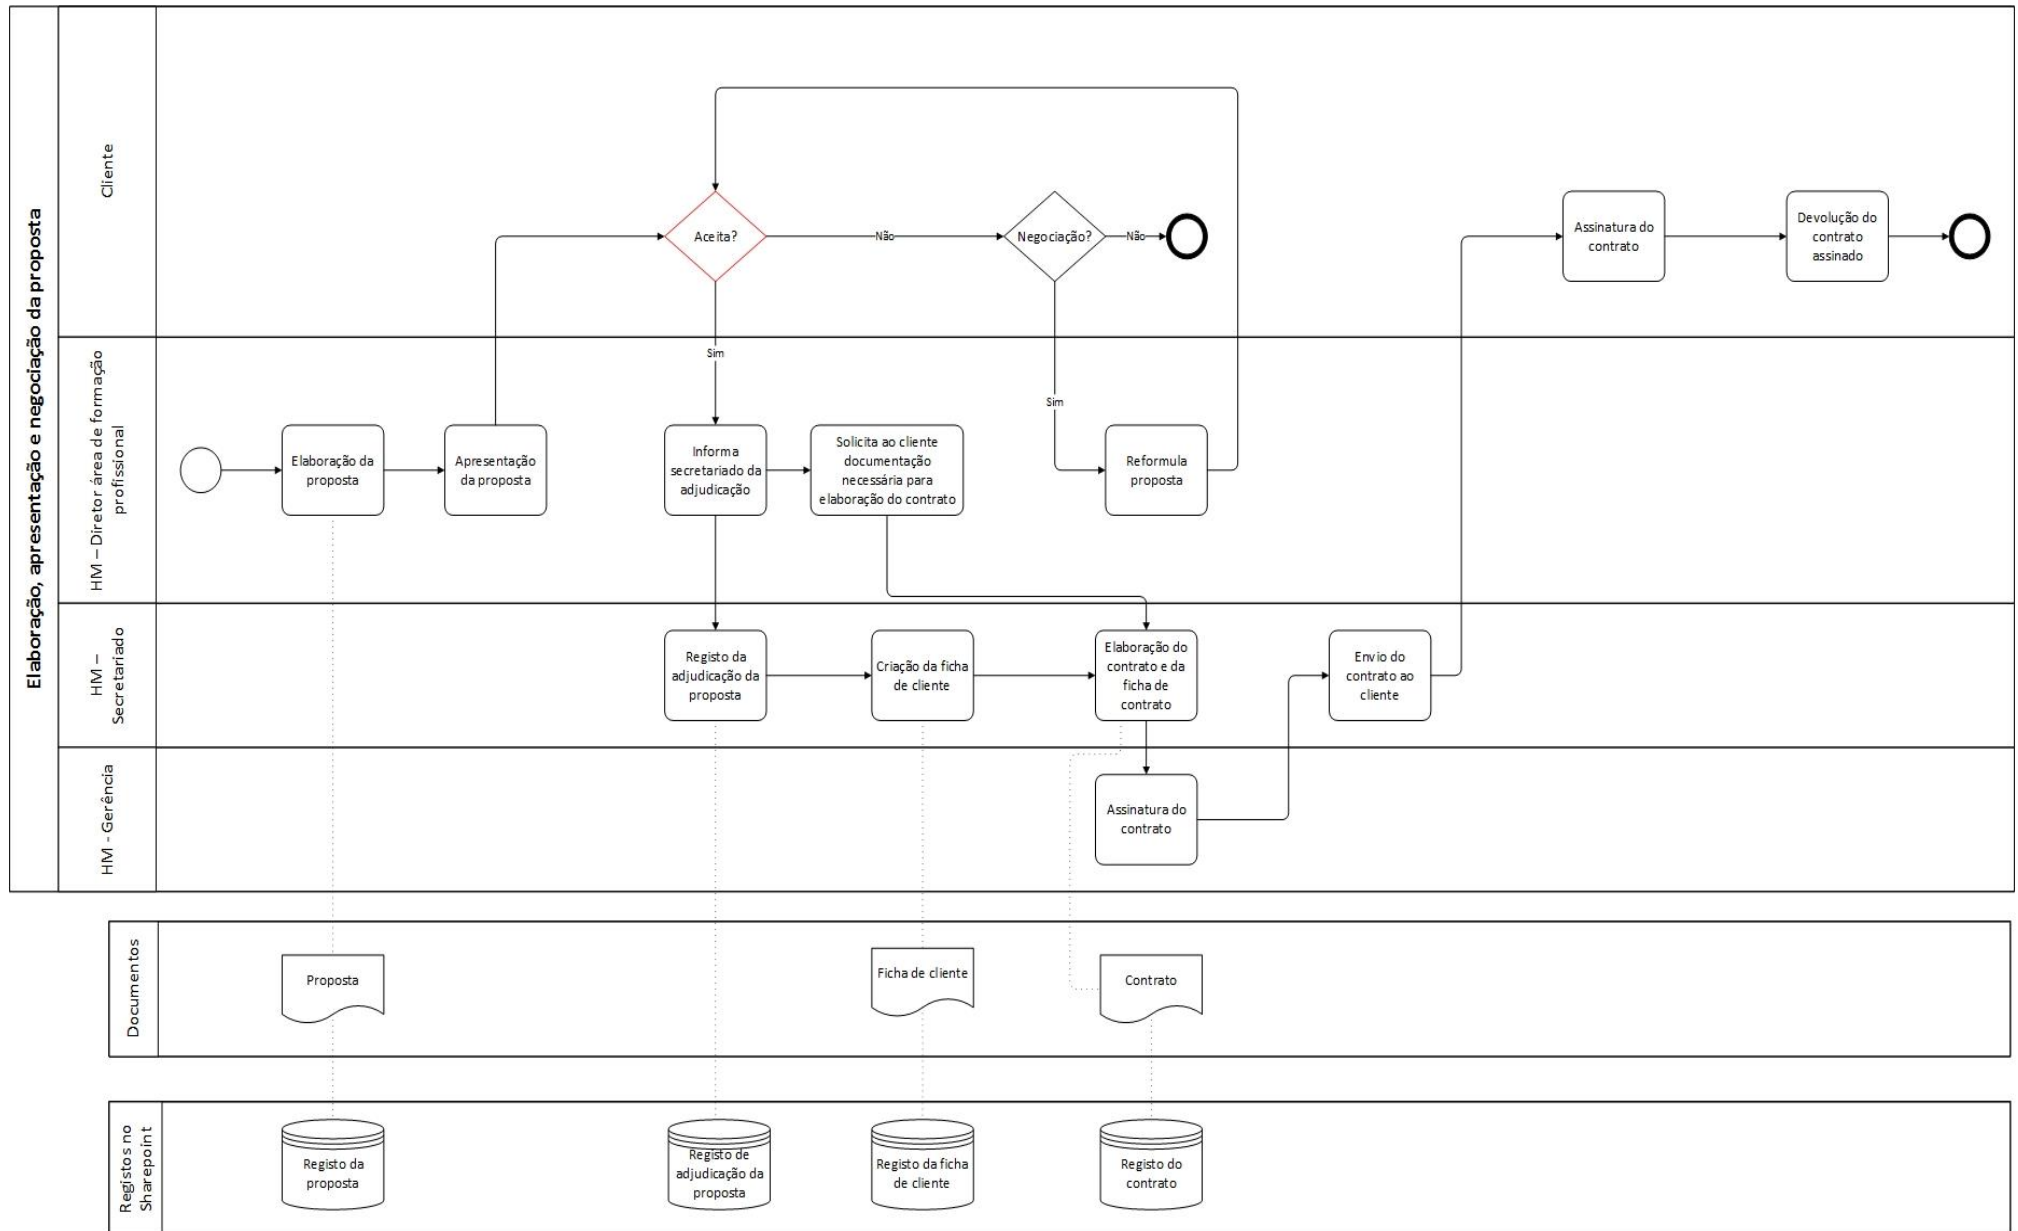 Elaboração, apresentação e negociação da proposta
Cliente
Aceita?
Não
Negociação?
Não
Assinatura do
contrato
Devolução do
contrato
assinado
HM – Diretor área de formação
profissional
Sim
Sim
Elaboração da
proposta
Apresentação
da proposta
Informa
secretariado da
adjudicação
Solicita ao cliente
documentação
necessária para
elaboração do contrato
Reformula
proposta
HM –
Secretariado
Registo da
adjudicação da
proposta
Criação da ficha
de cliente
Elaboração do
contrato e da
ficha de
contrato
Envio do
contrato ao
cliente
HM - Gerência
Assinatura do
contrato
Documentos
Proposta
Ficha de cliente
Contrato
Registos no
Sharepoint
Registo da
proposta
Registo de
adjudicação da
proposta
Registo da ficha
de cliente
Registo do
contrato